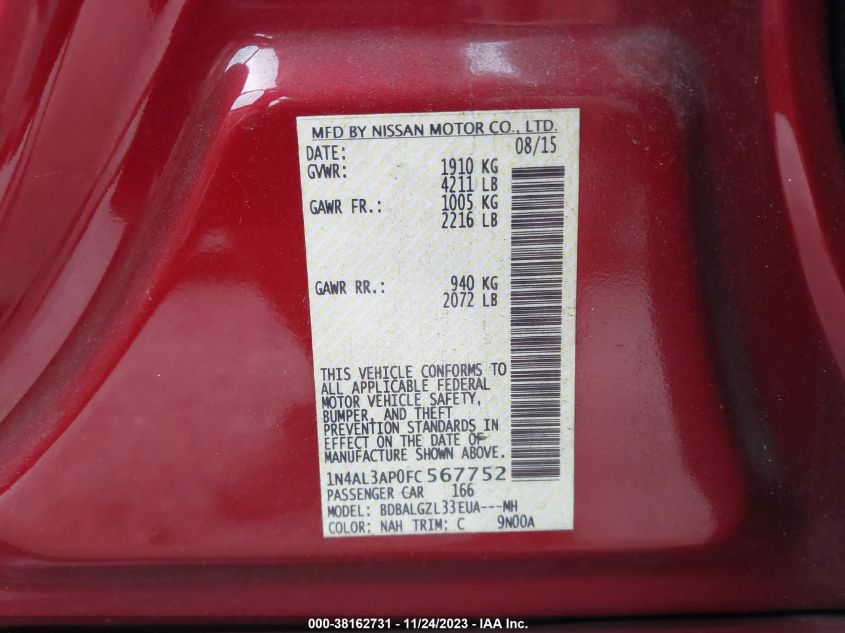 MFD BY NISSAN MOTOR CO., LTD.
DATE: 08/15
GVWR: 1910 KG
4211 LB
GAWR FR.: 1005 KG
2216 LB
GAWR RR.: 940 KG
2072 LB
THIS VEHICLE CONFORMS TO
ALL APPLICABLE FEDERAL
MOTOR VEHICLE SAFETY,
BUMPER, AND THEFT
PREVENTION STANDARDS IN
EFFECT ON THE DATE OF
MANUFACTURE SHOWN ABOVE.
1N4AL3AP0FC567752
PASSENGER CAR 166
MODEL: BDBALGZL33EUA---MH
COLOR: NAH TRIM: C 9N00A
000-38162731 - 11/24/2023 - IAA Inc.